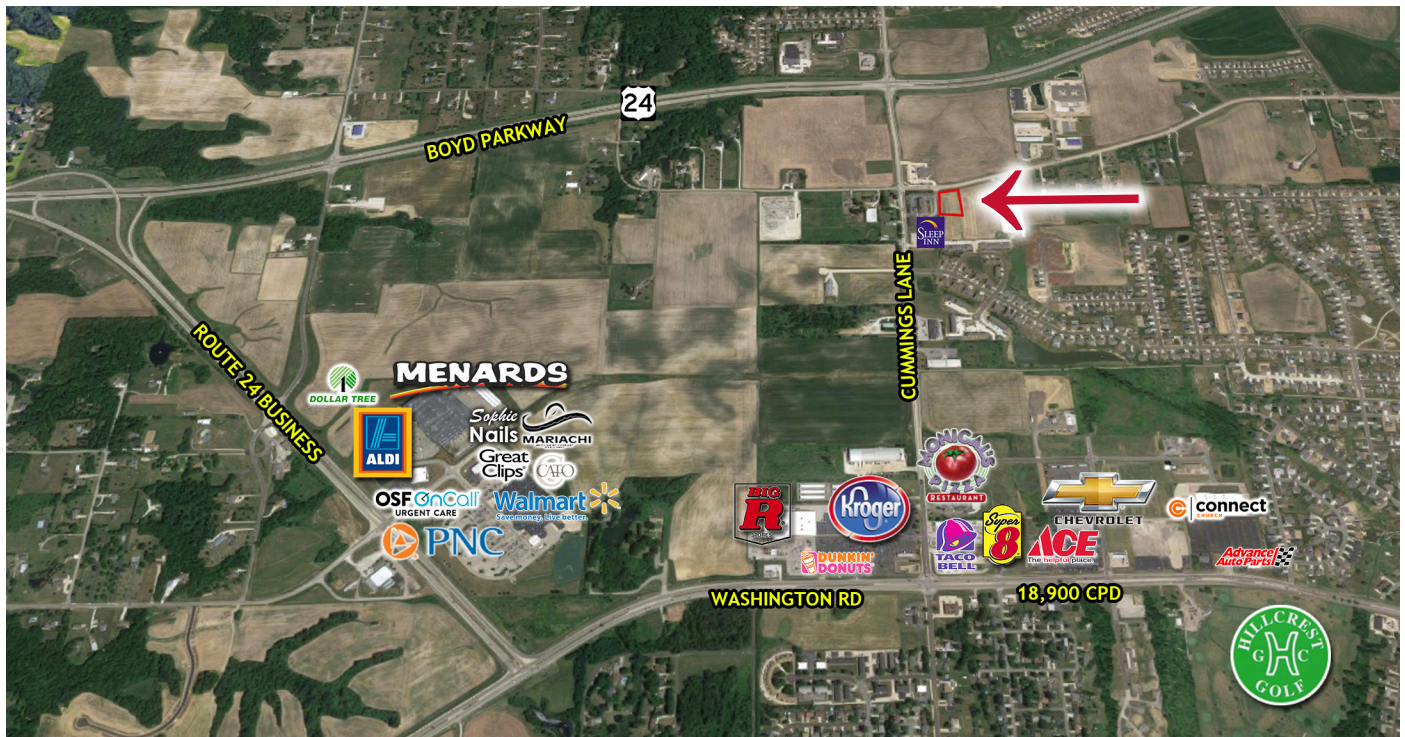 24
BOYD PARKWAY
SLEEP
INN
CUMMINGS LANE
ROUTE 24 BUSINESS
DOLLAR TREE
MENARDS
ALDI
Sophie
Nails
MARIACHI
Great
Clips
CATO
OSF OnCall
URGENT CARE
Walmart
Save money. Live better.
PNC
BIG
R
STORES
Kroger
DUNKIN'
DONUTS
MONICAL'S
PIZZA
RESTAURANT
TACO
BELL
Super
8
ACE
The helpful place.
CHEVROLET
C connect
CHURCH
Advance
Auto Parts
WASHINGTON RD
18,900 CPD
HILLCREST
G H C
GOLF